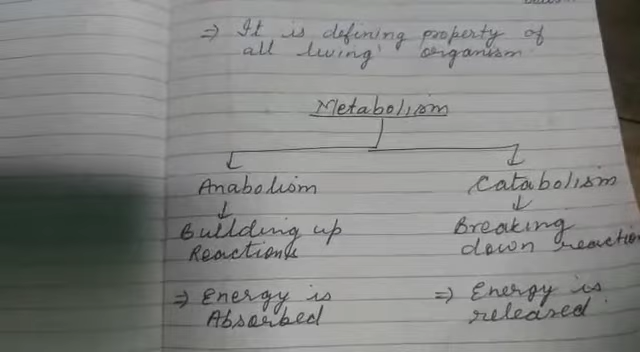 ⇒ It is defining property of
all living organism
Metabolism
Anabolism
Building up
Reactions
⇒ Energy is
Absorbed
Catabolism
Breaking
down reaction
⇒ Energy is
released.